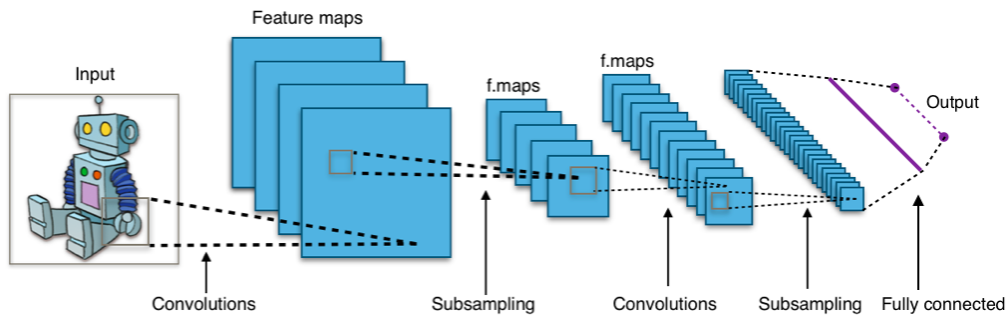 Feature maps
Input
f.maps
f.maps
Output
Convolutions
Subsampling
Convolutions
Subsampling
Fully connected